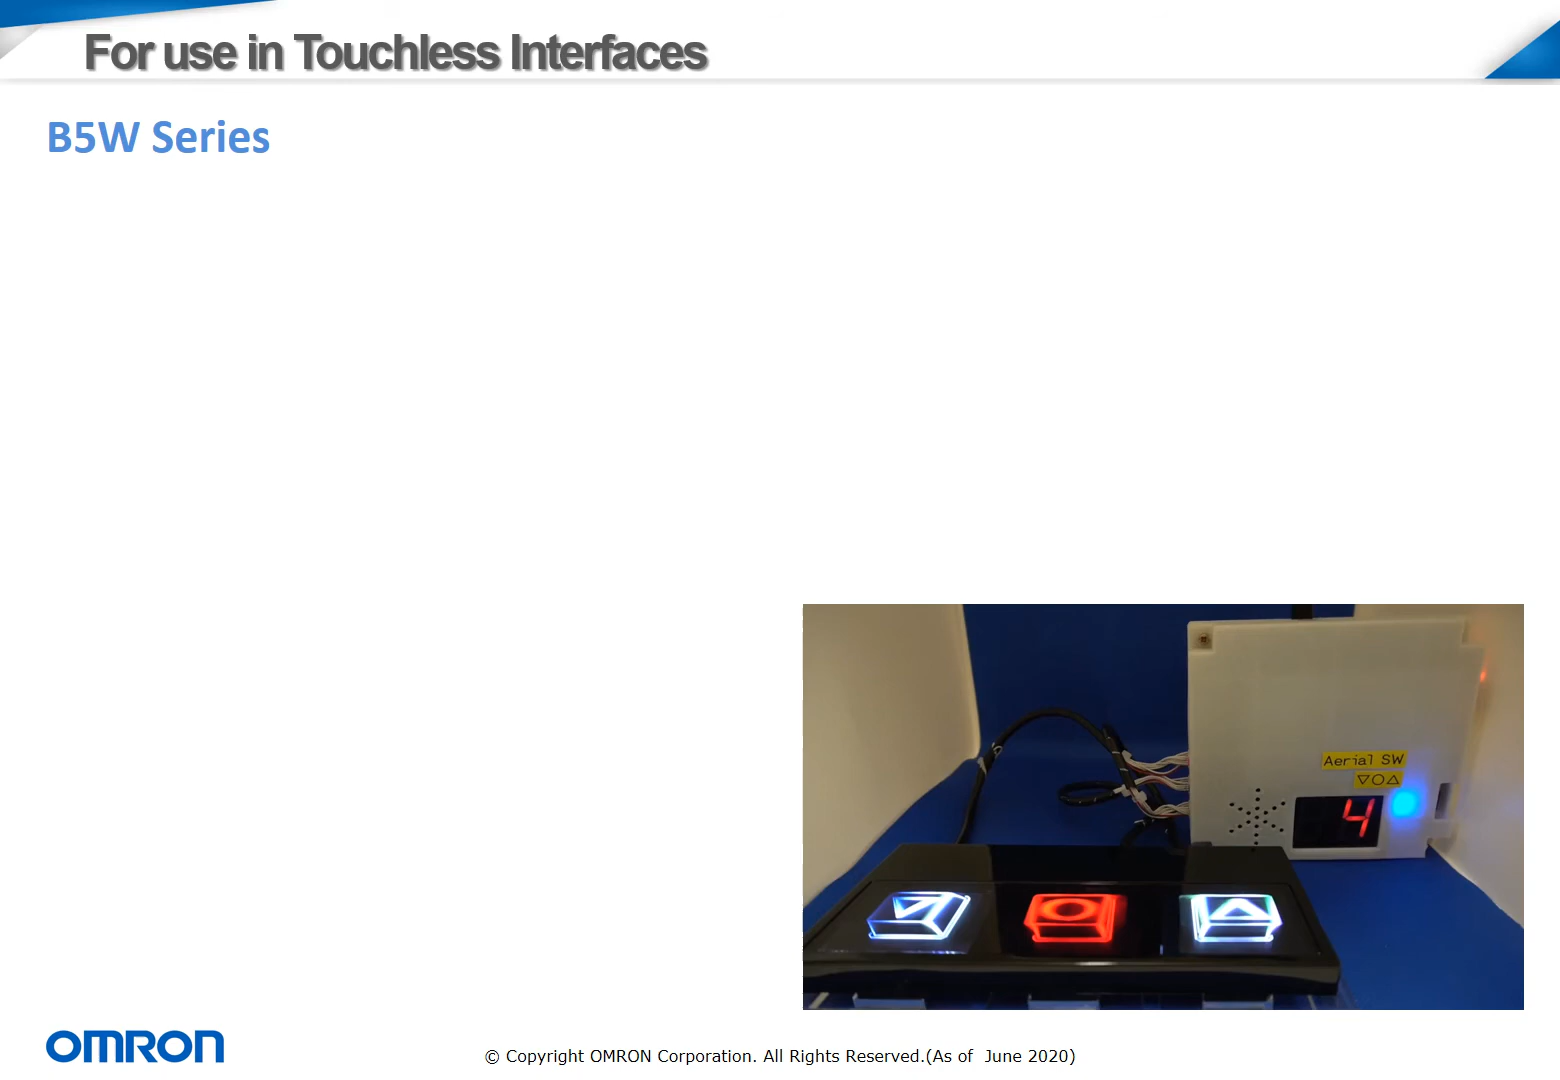 For use in Touchless Interfaces
B5W Series
Aerial SW
▽○△
4
OMRON
© Copyright OMRON Corporation. All Rights Reserved.(As of  June 2020)